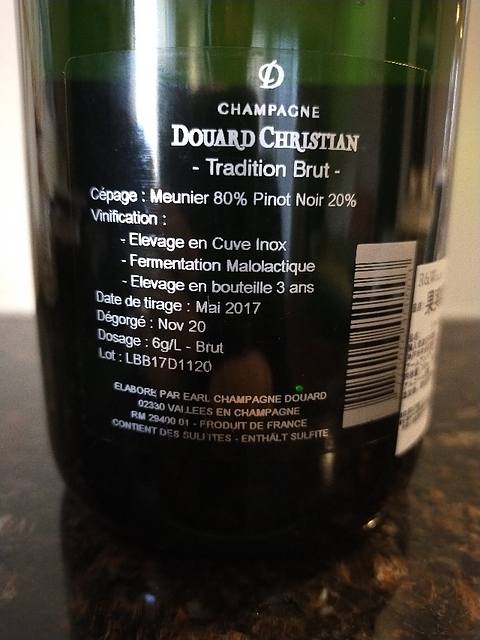 CHAMPAGNE
DOUARD CHRISTIAN
- Tradition Brut -
Cépage : Meunier 80% Pinot Noir 20%
Vinification :
- Elevage en Cuve Inox
- Fermentation Malolactique
- Elevage en bouteille 3 ans
Date de tirage : Mai 2017
Dégorgé : Nov 20
Dosage : 6g/L - Brut
Lot : LBB17D1120
ELABORE PAR EARL CHAMPAGNE DOUARD
02330 VALLEES EN CHAMPAGNE
RM 29400 01 - PRODUIT DE FRANCE
CONTIENT DES SULFITES - ENTHÄLT SULFITE